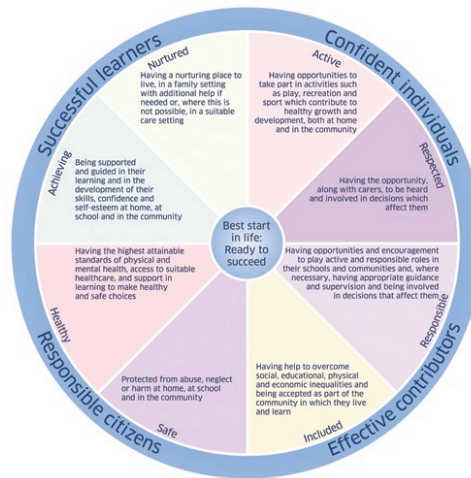 Successful learners
Confident individuals
Nurtured
Having a nurturing place to
live, in a family setting
with additional help if
needed or, where this is
not possible, in a suitable
care setting
Active
Having opportunities to
take part in activities such
as play, recreation and
sport which contribute to
healthy growth and
development, both at home
and in the community
Achieving
Being supported
and guided in their
learning and in the
development of their
skills, confidence and
self-esteem at home, at
school and in the community
Respected
Having the opportunity,
along with carers, to be heard
and involved in decisions which
affect them
Best start
in life:
Ready to
succeed
Healthy
Having the highest attainable
standards of physical and
mental health, access to suitable
healthcare, and support in
learning to make healthy
and safe choices
Having opportunities and encouragement
to play active and responsible roles in
their schools and communities and, where
necessary, having appropriate guidance
and supervision and being involved
in decisions that affect them
Responsible
Protected from abuse, neglect
or harm at home, at school
and in the community
Safe
Having help to overcome
social, educational, physical
and economic inequalities and
being accepted as part of the
community in which they live
and learn
Included
Responsible citizens
Effective contributors